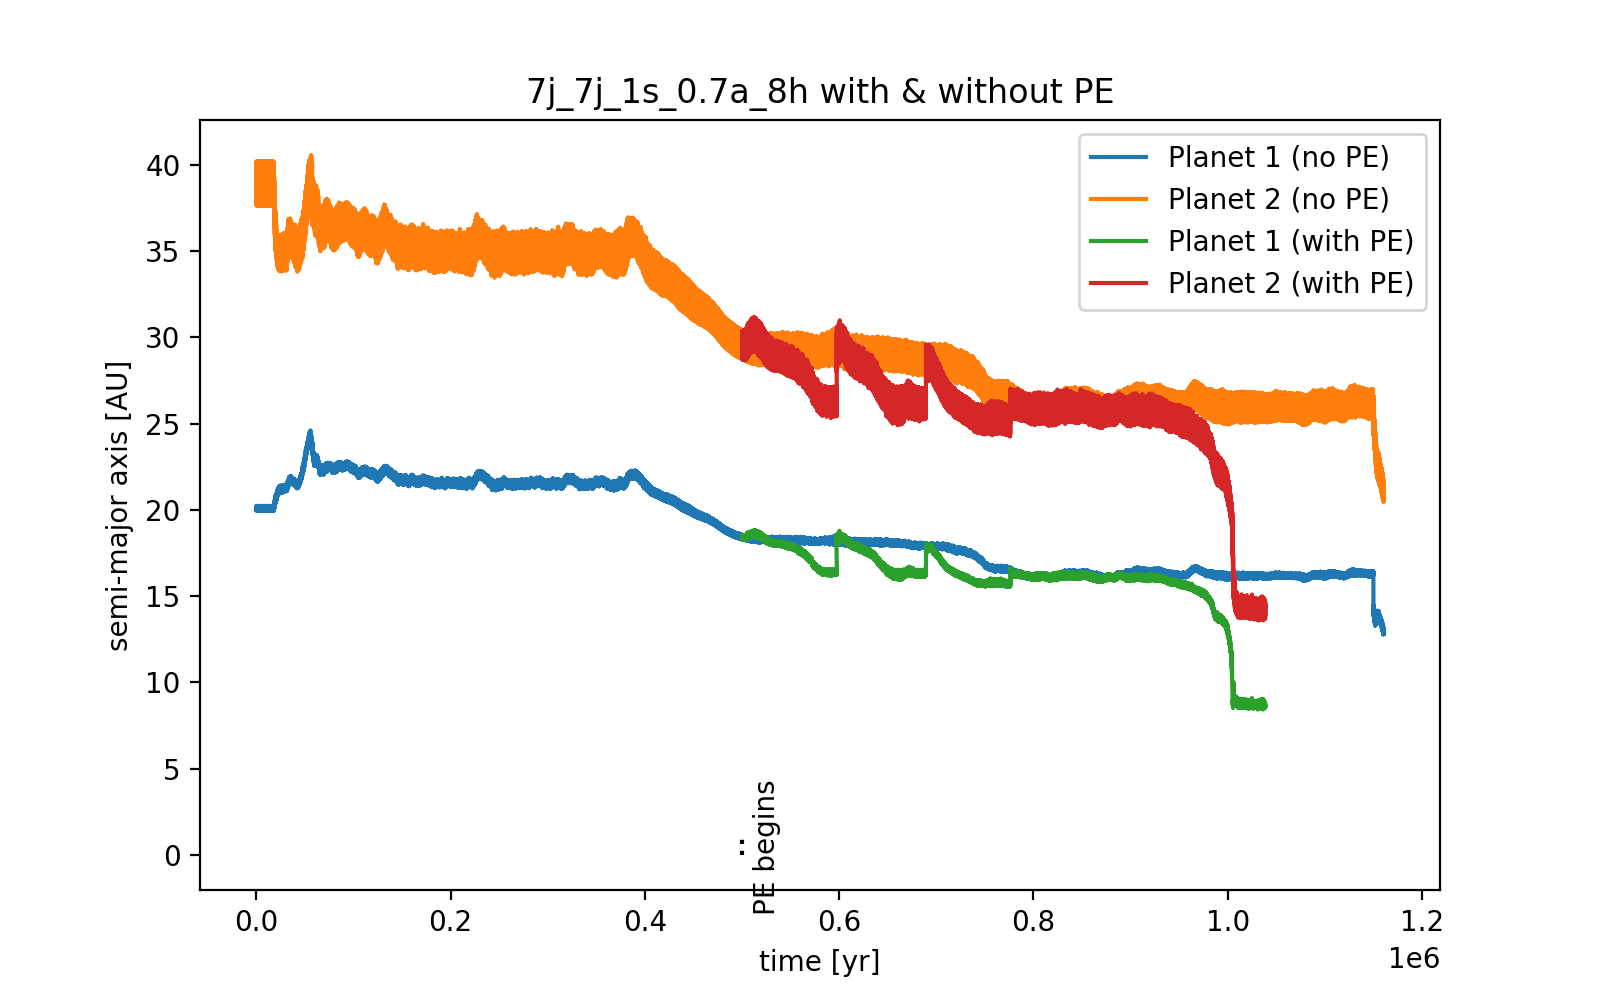 7j_7j_1s_0.7a_8h with & without PE
Planet 1 (no PE)
Planet 2 (no PE)
Planet 1 (with PE)
Planet 2 (with PE)
semi-major axis [AU]
40
35
30
25
20
15
10
5
0
PE begins
0.0
0.2
0.4
0.6
0.8
1.0
1.2
1e6
time [yr]